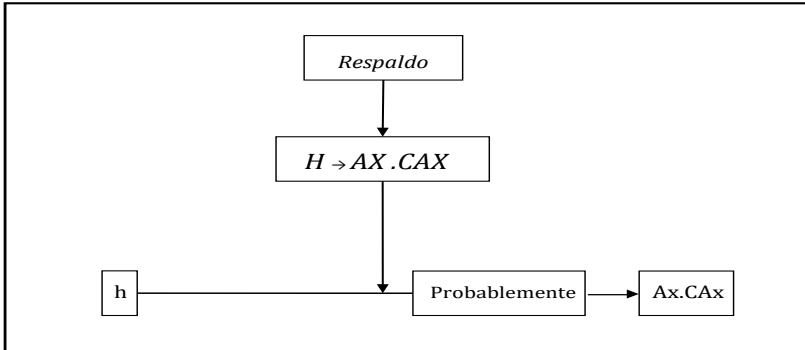 Respaldo
H → AX .CAX
h
Probablemente
Ax.CAx